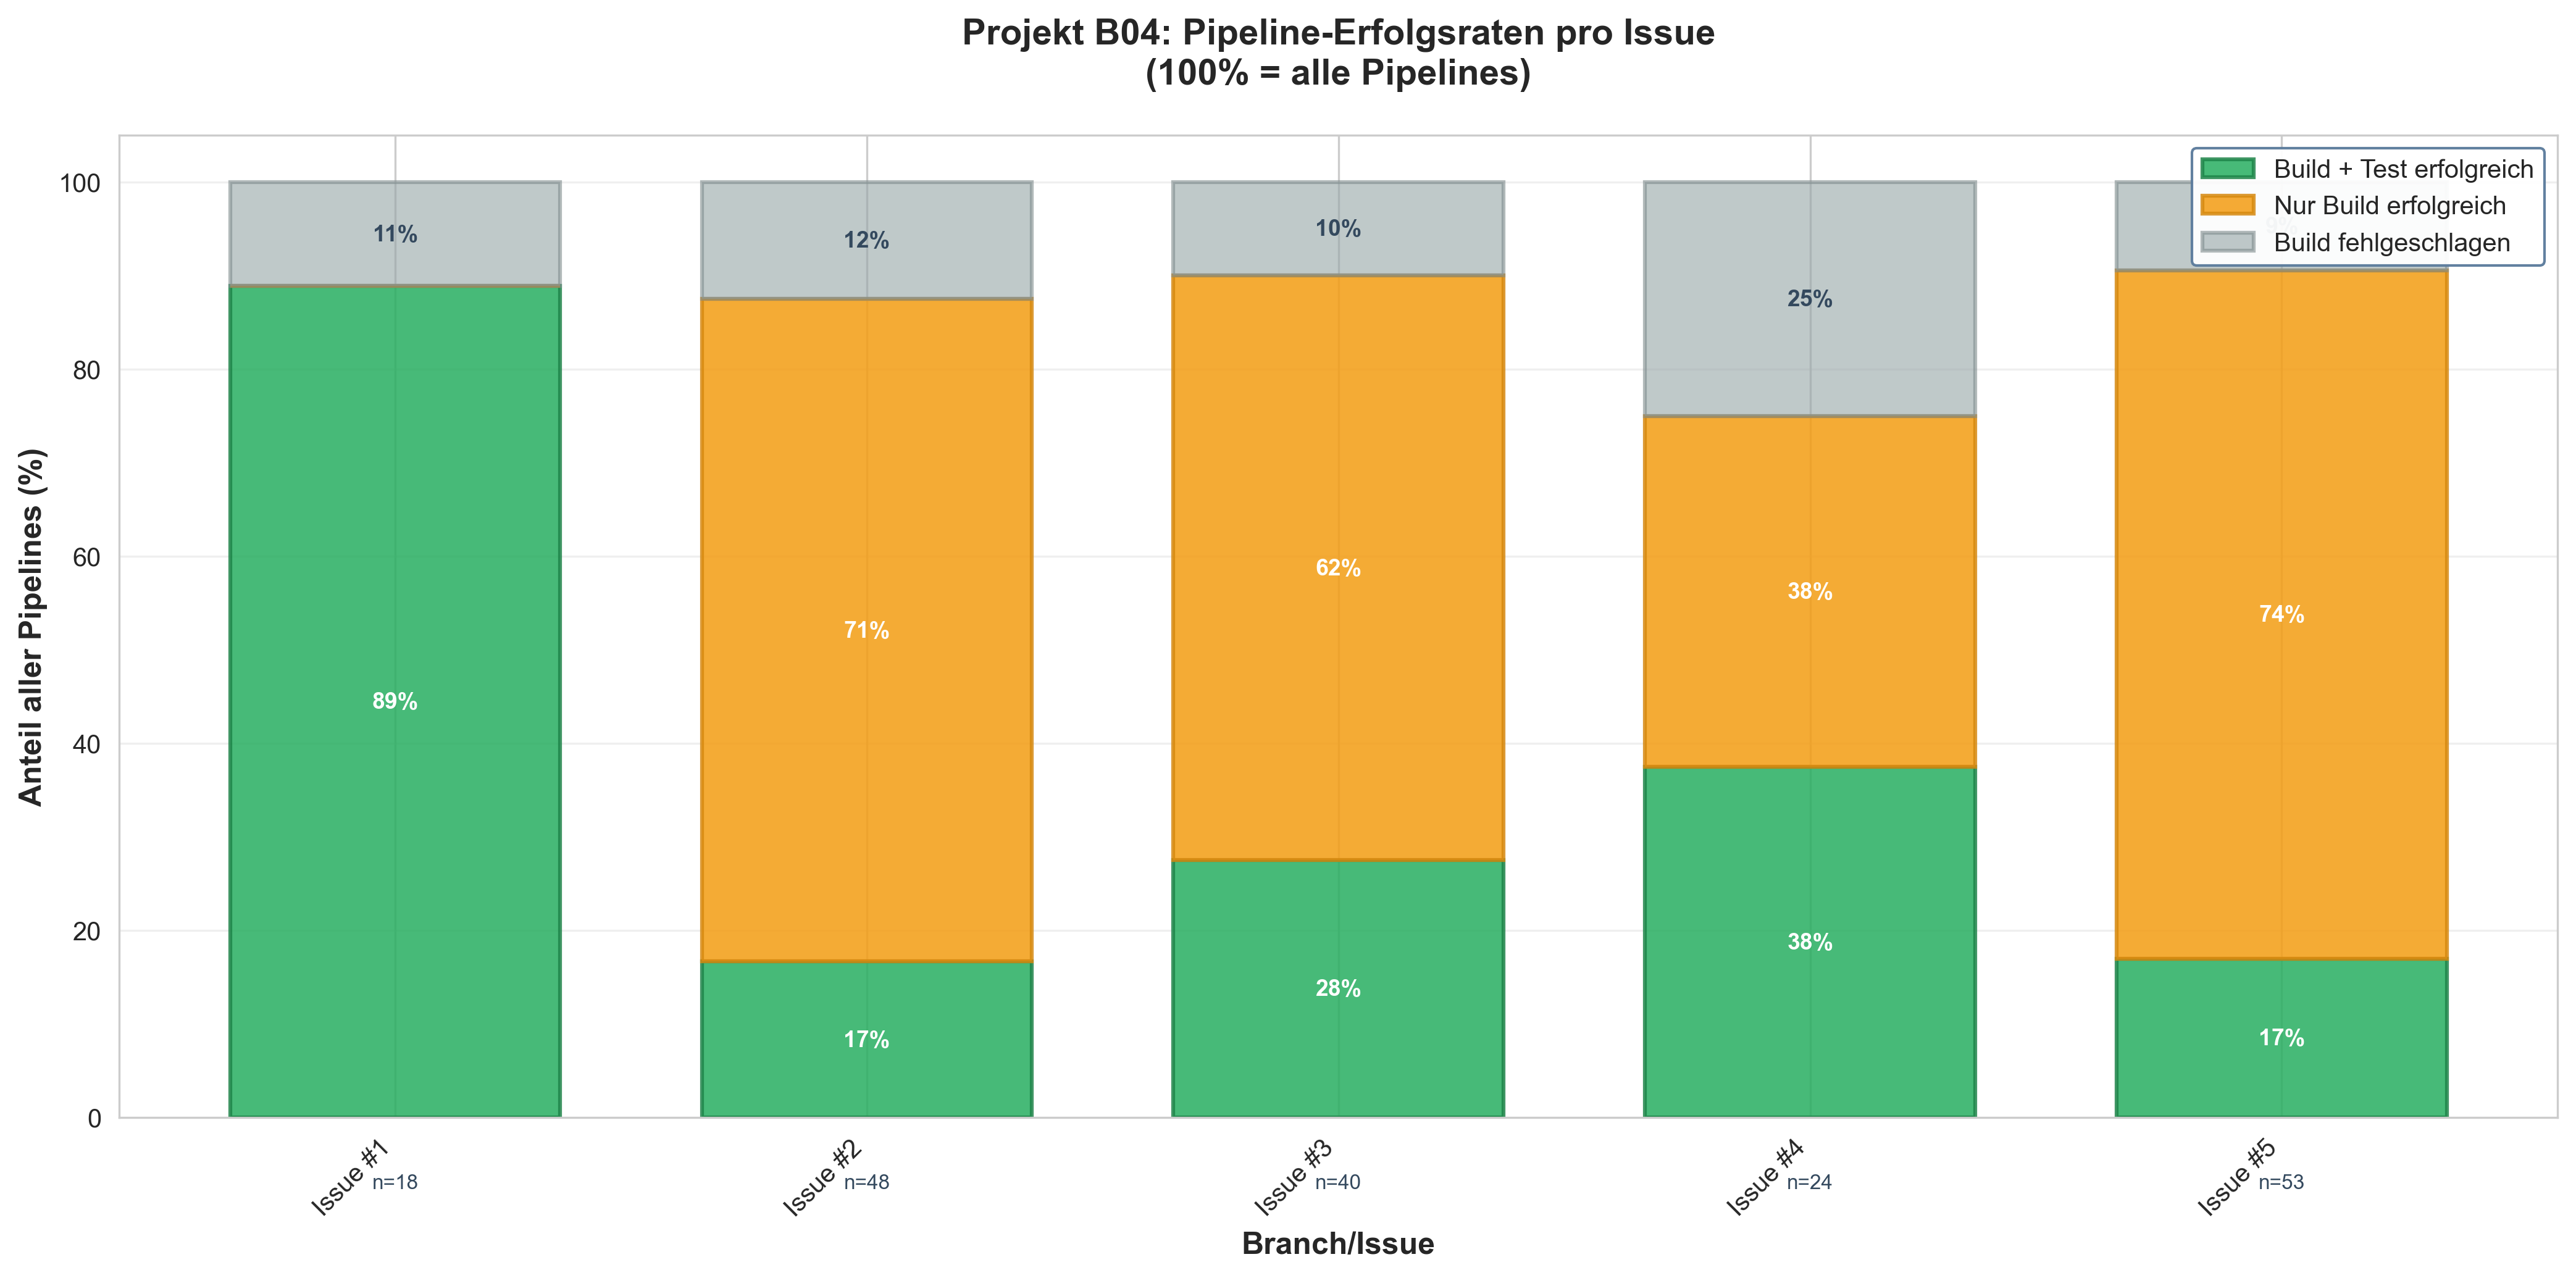 Projekt B04: Pipeline-Erfolgsraten pro Issue
(100% = alle Pipelines)
Build + Test erfolgreich
Nur Build erfolgreich
Build fehlgeschlagen
Anteil aller Pipelines (%)
100
80
60
40
20
0
11%
89%
12%
71%
17%
10%
62%
28%
25%
38%
38%
74%
17%
Issue #1
n=18
Issue #2
n=48
Issue #3
n=40
Issue #4
n=24
Issue #5
n=53
Branch/Issue